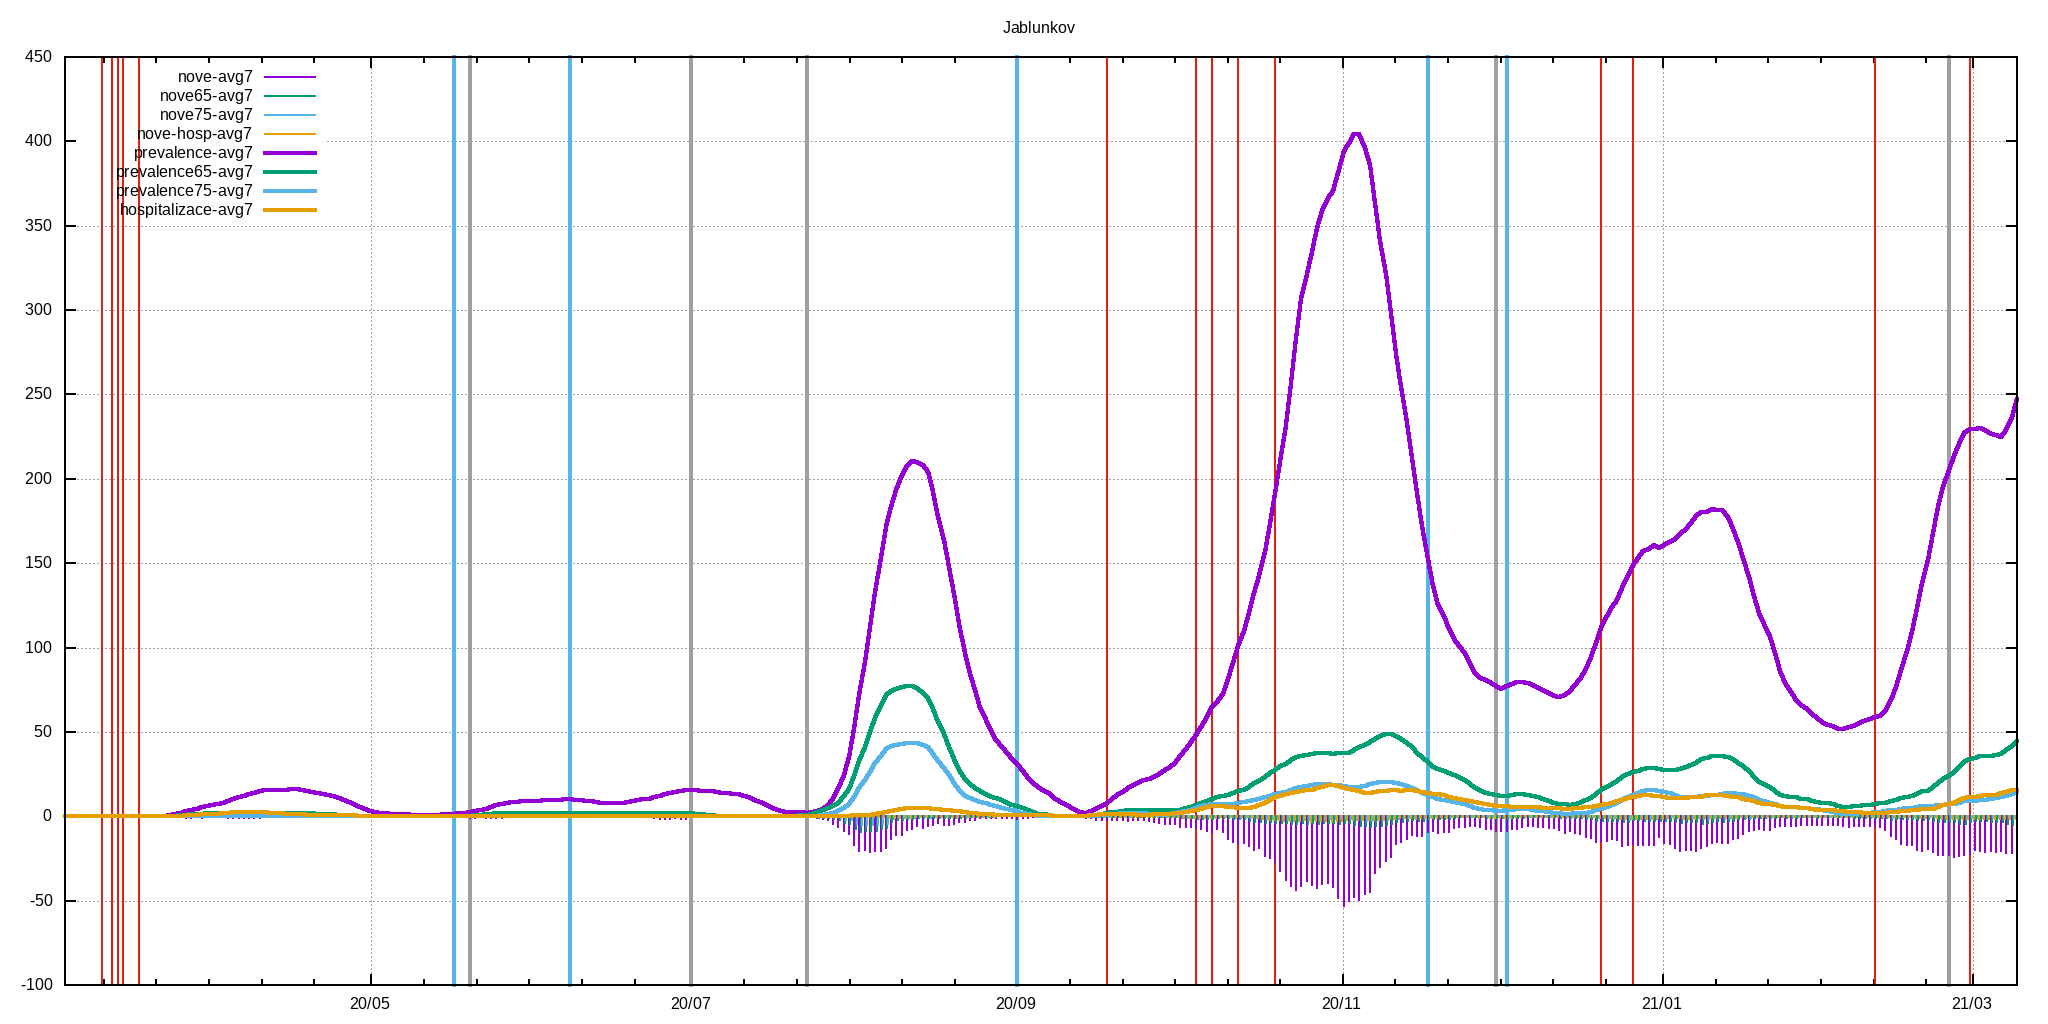 Jablunkov
450
400
350
300
250
200
150
100
50
0
-50
-100
nove-avg7
nove65-avg7
nove75-avg7
nove-hosp-avg7
prevalence-avg7
prevalence65-avg7
prevalence75-avg7
hospitalizace-avg7
20/05 20/07 20/09 20/11 21/01 21/03